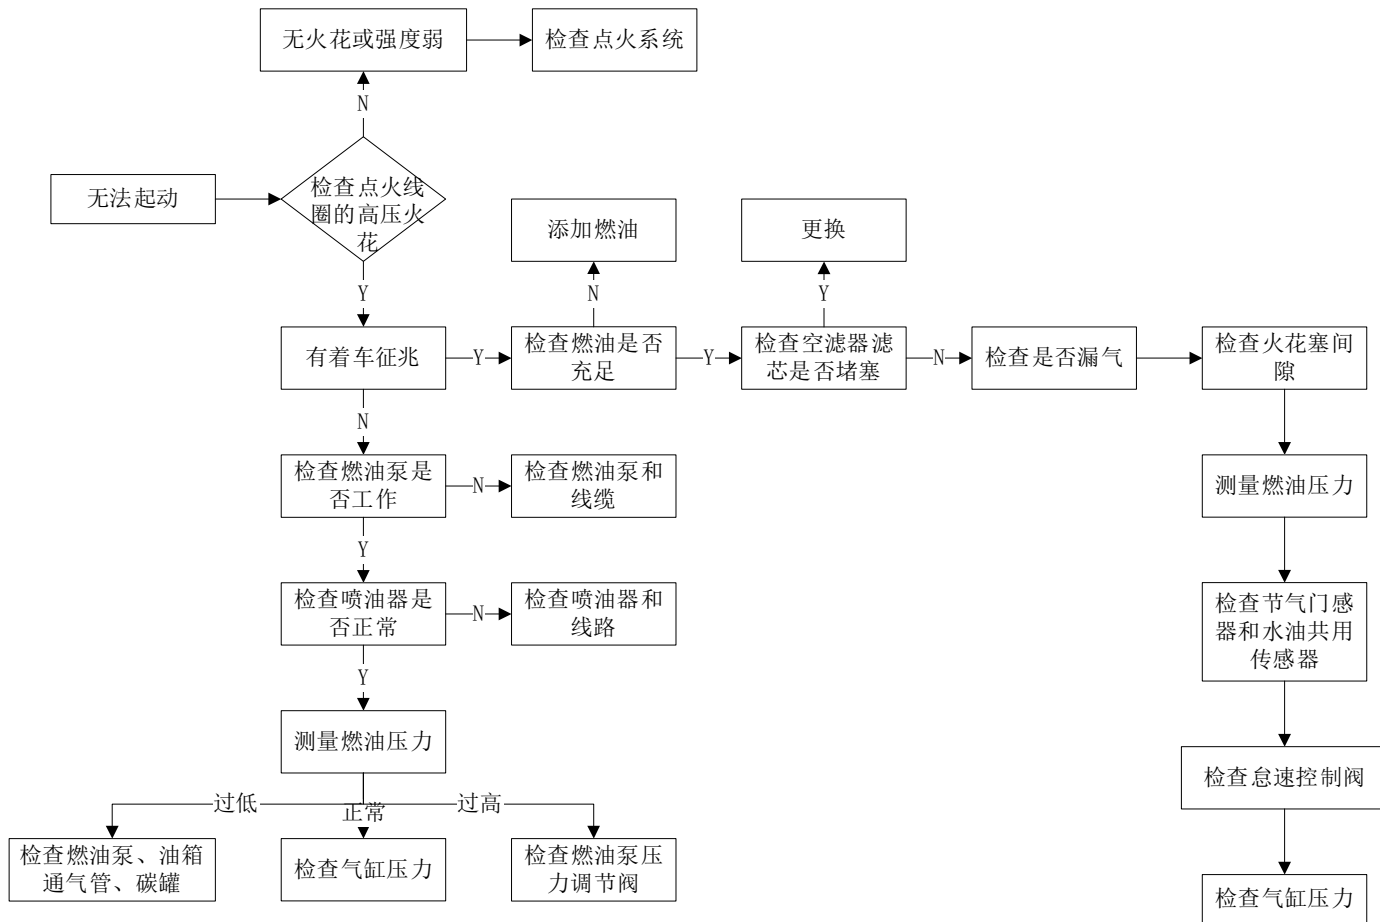 无火花或强度弱
检查点火系统
N
无法起动
检查点火线
圈的高压火
花
添加燃油
更换
Y
N
Y
有着车征兆
Y
检查燃油是否
充足
Y
检查空滤器滤
芯是否堵塞
N
检查是否漏气
检查火花塞间
隙
N
检查燃油泵是
否工作
N
检查燃油泵和
线缆
测量燃油压力
Y
检查喷油器是
否正常
N
检查喷油器和
线路
检查节气门感
器和水油共用
传感器
Y
测量燃油压力
检查怠速控制阀
过低
正常
过高
检查燃油泵、油箱
通气管、碳罐
检查气缸压力
检查燃油泵压
力调节阀
检查气缸压力